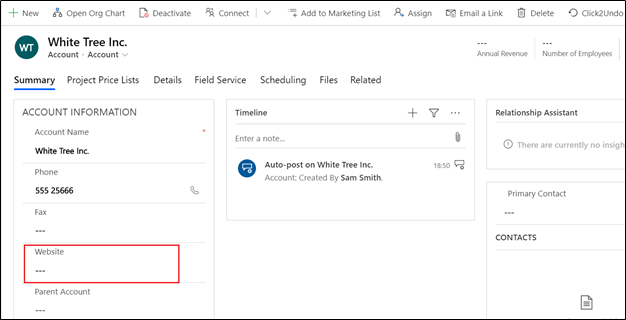 New Open Org Chart Deactivate Connect Add to Marketing List Assign Email a Link Delete Click2Undo
WT
White Tree Inc.
Account · Account
---
Annual Revenue
---
Number of Employees
Summary Project Price Lists Details Field Service Scheduling Files Related
ACCOUNT INFORMATION
Account Name
*
White Tree Inc.
Phone
555 25666
Fax
---
Website
---
Parent Account
---
Timeline
Enter a note...
Auto-post on White Tree Inc.
18:50
Account: Created By Sam Smith.
Relationship Assistant
There are currently no insigh
Primary Contact
---
CONTACTS